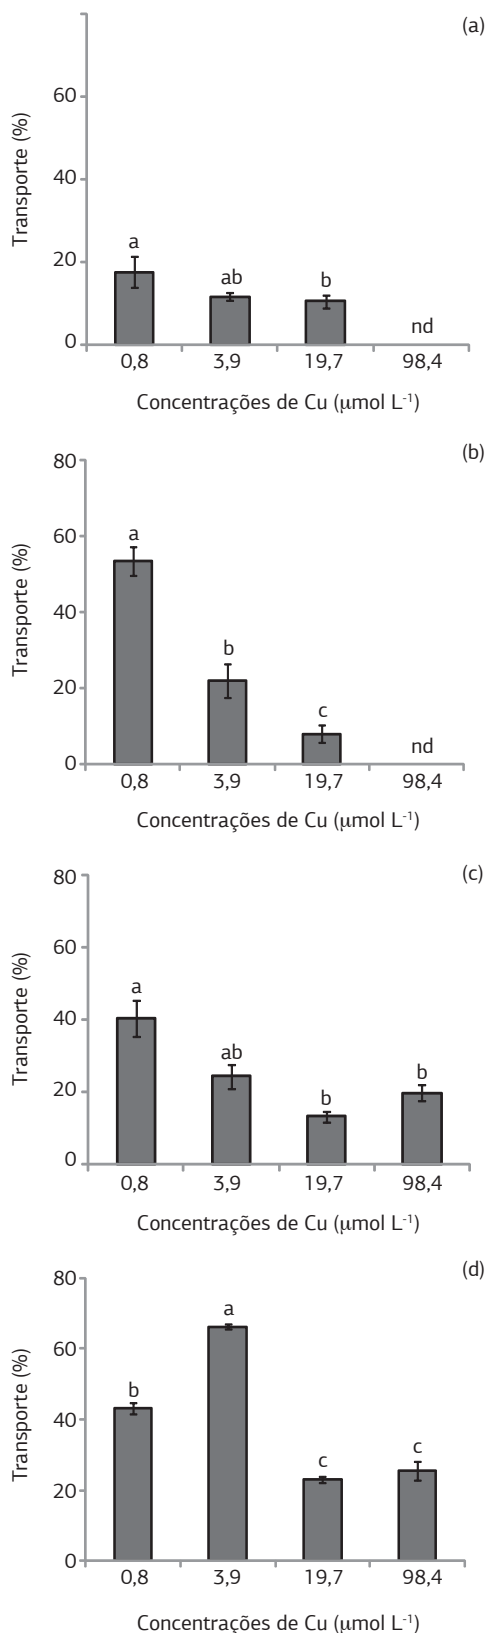 (a)
Transporte (%)
60
40
20
0
a
ab
b
nd
0,8 3,9 19,7 98,4
Concentrações de Cu (μmol L⁻¹)
(b)
Transporte (%)
80
60
40
20
0
a
b
c
nd
0,8 3,9 19,7 98,4
Concentrações de Cu (μmol L⁻¹)
(c)
Transporte (%)
80
60
40
20
0
a
ab
b
b
0,8 3,9 19,7 98,4
Concentrações de Cu (μmol L⁻¹)
(d)
Transporte (%)
80
60
40
20
0
b
a
c
c
0,8 3,9 19,7 98,4
Concentrações de Cu (μmol L⁻¹)